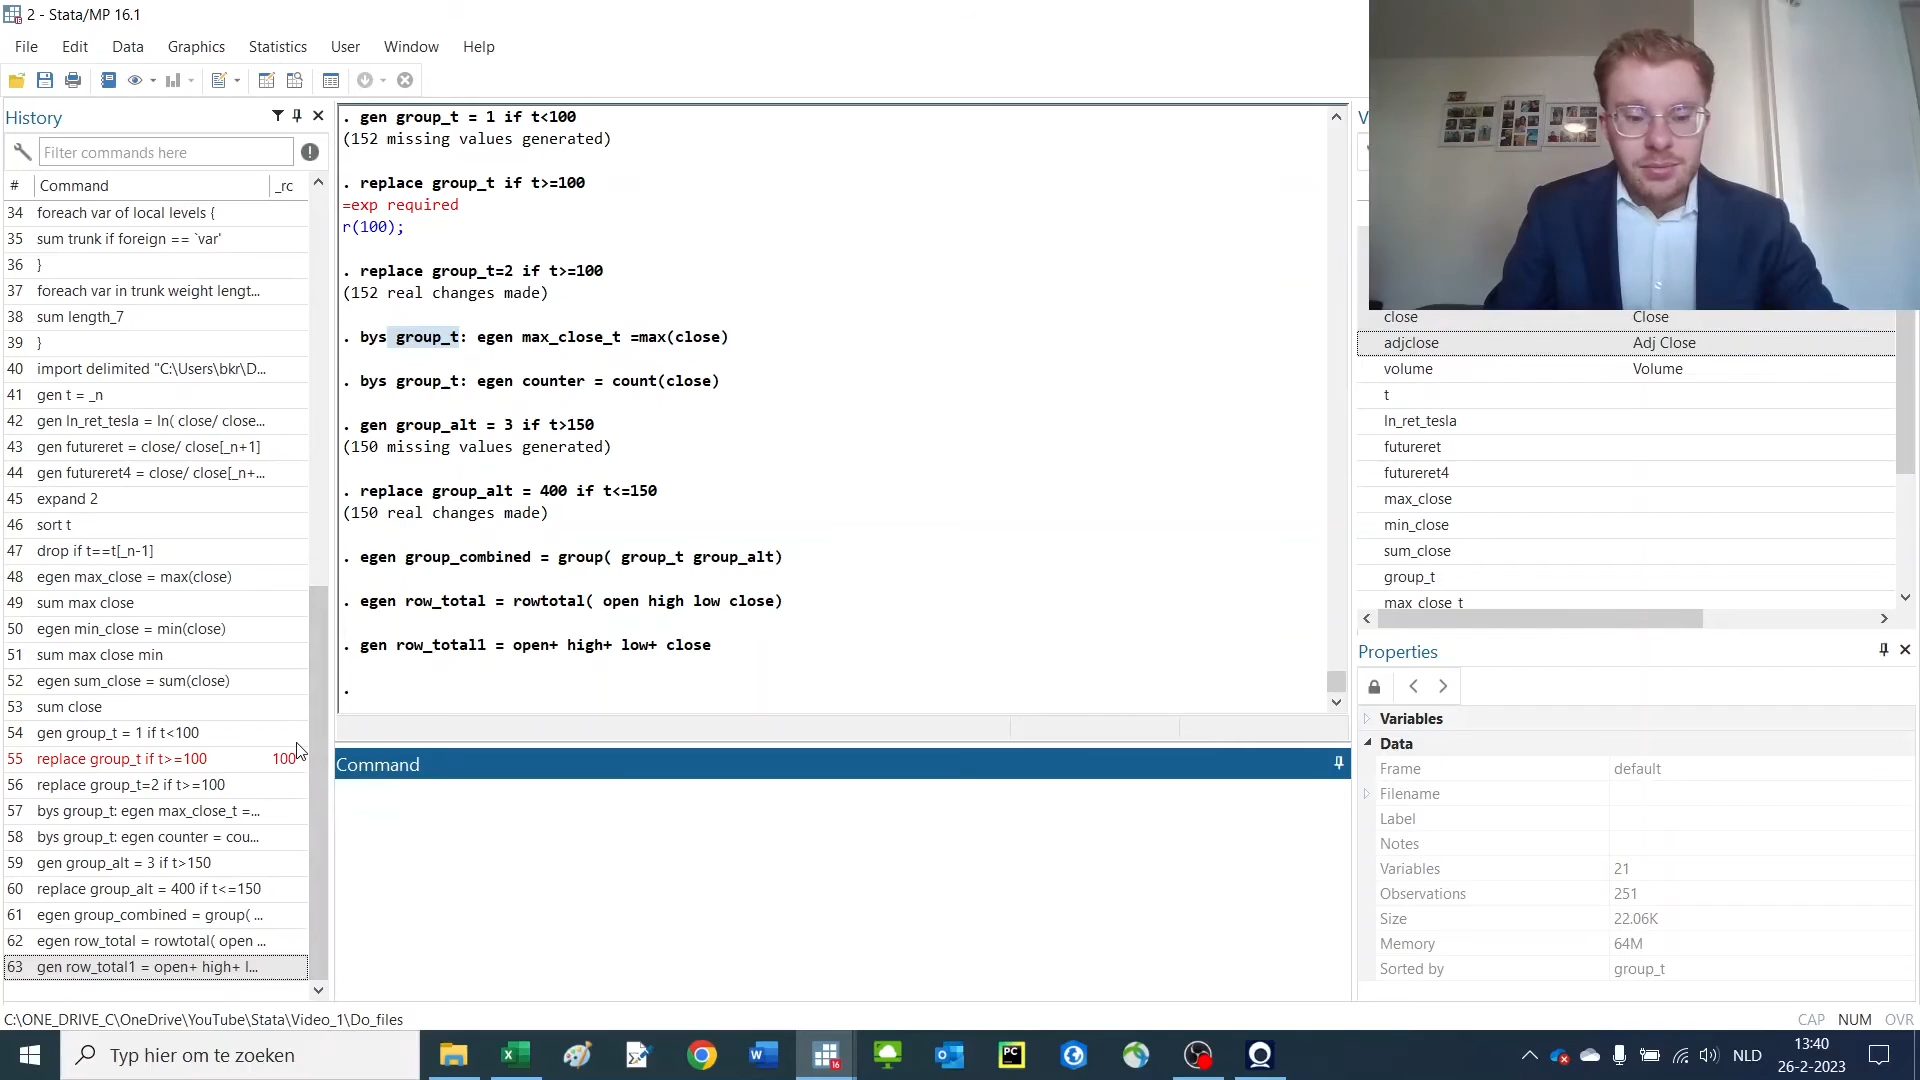 2 - Stata/MP 16.1
File Edit Data Graphics Statistics User Window Help
History
Filter commands here
# Command _rc
34 foreach var of local levels {
35 sum trunk if foreign == `var'
36 }
37 foreach var in trunk weight lengt...
38 sum length_7
39 }
40 import delimited "C:\Users\bkr\D...
41 gen t = _n
42 gen ln_ret_tesla = ln( close/ close...
43 gen futureret = close/ close[_n+1]
44 gen futureret4 = close/ close[_n+...
45 expand 2
46 sort t
47 drop if t==t[_n-1]
48 egen max_close = max(close)
49 sum max close
50 egen min_close = min(close)
51 sum max close min
52 egen sum_close = sum(close)
53 sum close
54 gen group_t = 1 if t<100
55 replace group_t if t>=100 100
56 replace group_t=2 if t>=100
57 bys group_t: egen max_close_t =...
58 bys group_t: egen counter = cou...
59 gen group_alt = 3 if t>150
60 replace group_alt = 400 if t<=150
61 egen group_combined = group( ...
62 egen row_total = rowtotal( open ...
63 gen row_total1 = open+ high+ l...
. gen group_t = 1 if t<100
(152 missing values generated)
. replace group_t if t>=100
=exp required
r(100);
. replace group_t=2 if t>=100
(152 real changes made)
. bys group_t: egen max_close_t =max(close)
. bys group_t: egen counter = count(close)
. gen group_alt = 3 if t>150
(150 missing values generated)
. replace group_alt = 400 if t<=150
(150 real changes made)
. egen group_combined = group( group_t group_alt)
. egen row_total = rowtotal( open high low close)
. gen row_total1 = open+ high+ low+ close
.
Command
V
close Close
adjclose Adj Close
volume Volume
t
ln_ret_tesla
futureret
futureret4
max_close
min_close
sum_close
group_t
max_close_t
Properties
Variables
Data
Frame default
Filename
Label
Notes
Variables 21
Observations 251
Size 22.06K
Memory 64M
Sorted by group_t
C:\ONE_DRIVE_C\OneDrive\YouTube\Stata\Video_1\Do_files
CAP NUM OVR
Typ hier om te zoeken
NLD
13:40
26-2-2023